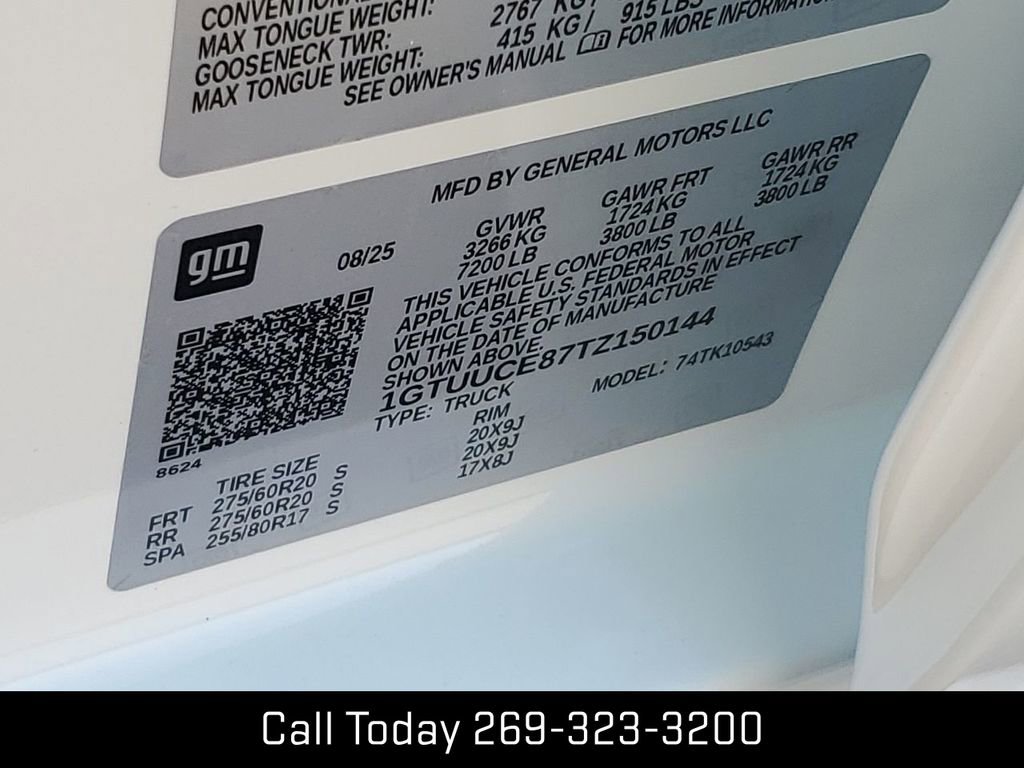 CONVENTIONAL
MAX TONGUE WEIGHT: 2767 KG/
GOOSENECK TWR: 415 KG/ 915 LBS
MAX TONGUE WEIGHT:
SEE OWNER'S MANUAL FOR MORE INFORMATION
MFD BY GENERAL MOTORS LLC
gm
08/25
GVWR GAWR FRT GAWR RR
3266 KG 1724 KG 1724 KG
7200 LB 3800 LB 3800 LB
THIS VEHICLE CONFORMS TO ALL
APPLICABLE U.S. FEDERAL MOTOR
VEHICLE SAFETY STANDARDS IN EFFECT
ON THE DATE OF MANUFACTURE
SHOWN ABOVE.
1GTUUCE87TZ150144
TYPE: TRUCK MODEL: 74TK10543
8624
TIRE SIZE RIM
FRT 275/60R20 S 20X9J
RR 275/60R20 S 20X9J
SPA 255/80R17 S 17X8J
Call Today 269-323-3200